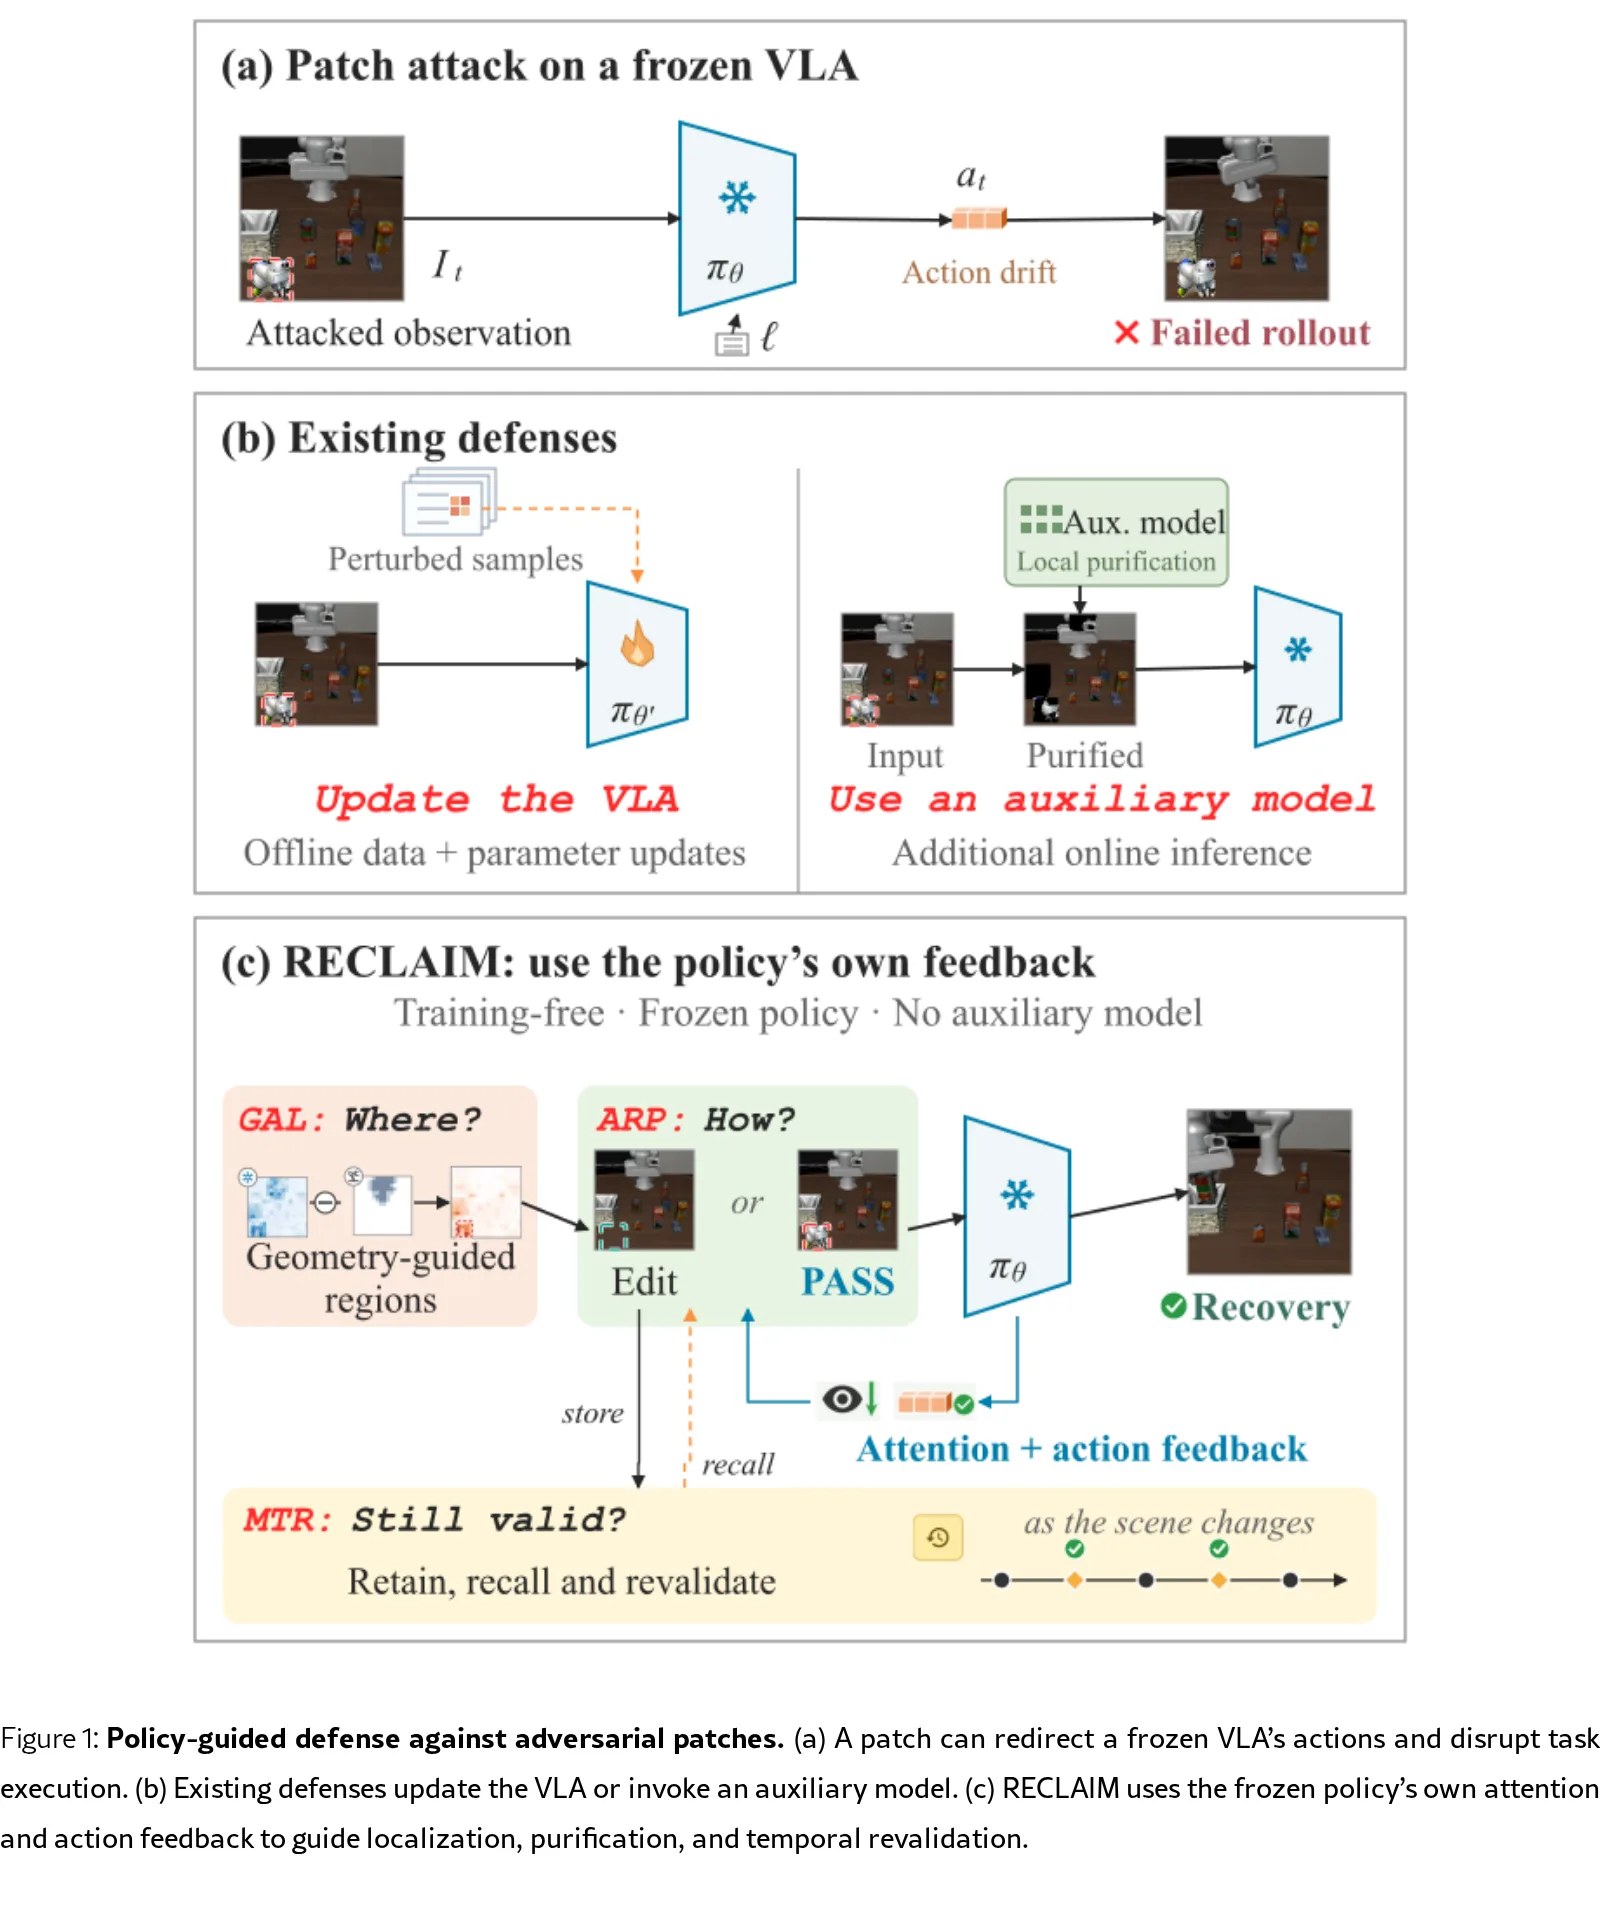 (a) Patch attack on a frozen VLA
I t
π θ
a t
Action drift
Attacked observation
ℓ
Failed rollout
(b) Existing defenses
Perturbed samples
π θ'
Update the VLA
Offline data + parameter updates
Aux. model
Local purification
Input
Purified
π θ
Use an auxiliary model
Additional online inference
(c) RECLAIM: use the policy's own feedback
Training-free · Frozen policy · No auxiliary model
GAL: Where?
Geometry-guided
regions
ARP: How?
or
Edit
PASS
π θ
Recovery
store
recall
Attention + action feedback
MTR: Still valid?
Retain, recall and revalidate
as the scene changes
Figure 1: Policy-guided defense against adversarial patches. (a) A patch can redirect a frozen VLA’s actions and disrupt task
execution. (b) Existing defenses update the VLA or invoke an auxiliary model. (c) RECLAIM uses the frozen policy’s own attention
and action feedback to guide localization, purification, and temporal revalidation.